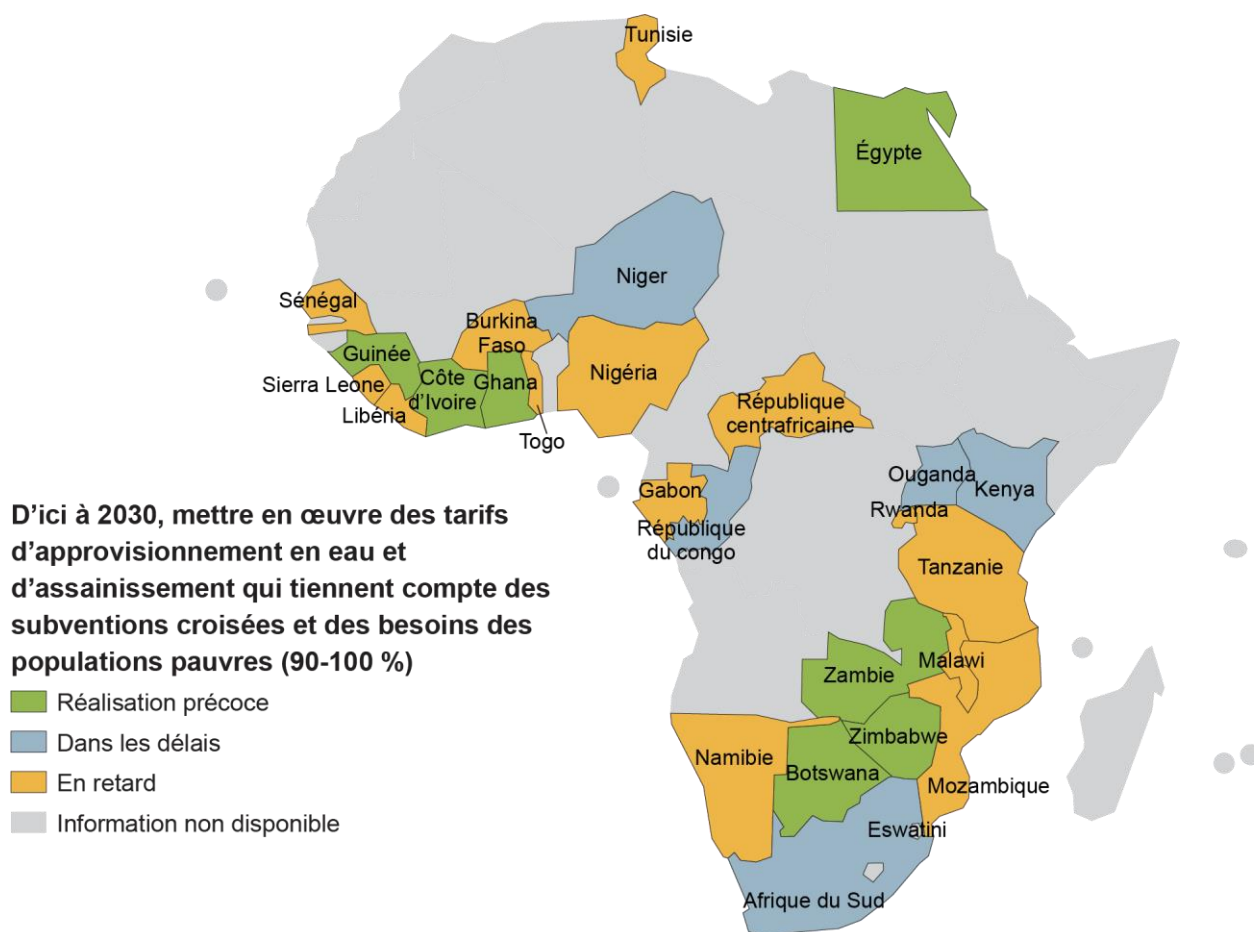 Tunisie
Égypte
Niger
Sénégal
Burkina
Faso
Guinée
Côte
d'Ivoire
Ghana
Nigéria
Sierra Leone
Libéria
Togo
République
centrafricaine
Ouganda
Kenya
Gabon
Rwanda
République
du congo
Tanzanie
D'ici à 2030, mettre en œuvre des tarifs
d'approvisionnement en eau et
d'assainissement qui tiennent compte des
subventions croisées et des besoins des
populations pauvres (90-100 %)
Réalisation précoce
Dans les délais
En retard
Information non disponible
Malawi
Zambie
Zimbabwe
Namibie
Botswana
Mozambique
Eswatini
Afrique du Sud